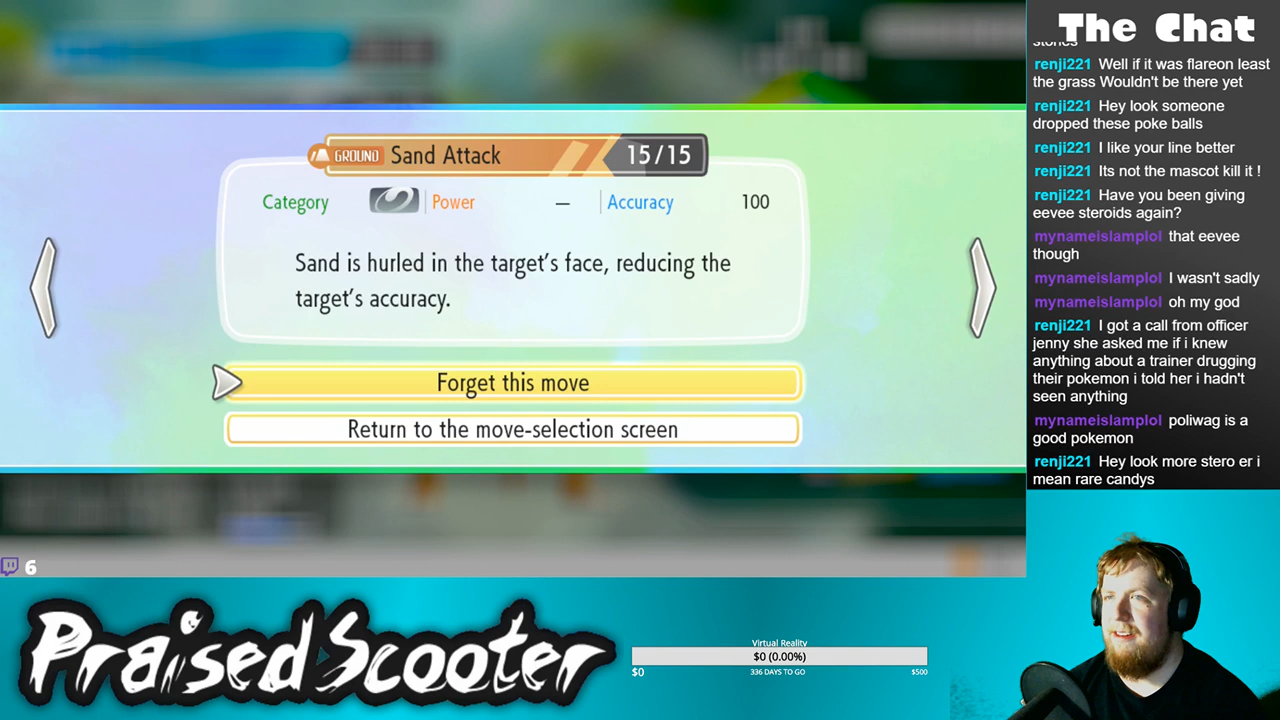 GROUND Sand Attack 15/15
Category Power — Accuracy 100
Sand is hurled in the target's face, reducing the
target's accuracy.
Forget this move
Return to the move-selection screen
6
PraisedScooter
Virtual Reality
$0 (0.00%)
$0 336 DAYS TO GO $500
The Chat
stones
renji221 Well if it was flareon least
the grass Wouldn't be there yet
renji221 Hey look someone
dropped these poke balls
renji221 I like your line better
renji221 Its not the mascot kill it !
renji221 Have you been giving
eevee steroids again?
mynameislamplol that eevee
though
mynameislamplol I wasn't sadly
mynameislamplol oh my god
renji221 I got a call from officer
jenny she asked me if i knew
anything about a trainer drugging
their pokemon i told her i hadn't
seen anything
mynameislamplol poliwag is a
good pokemon
renji221 Hey look more stero er i
mean rare candys